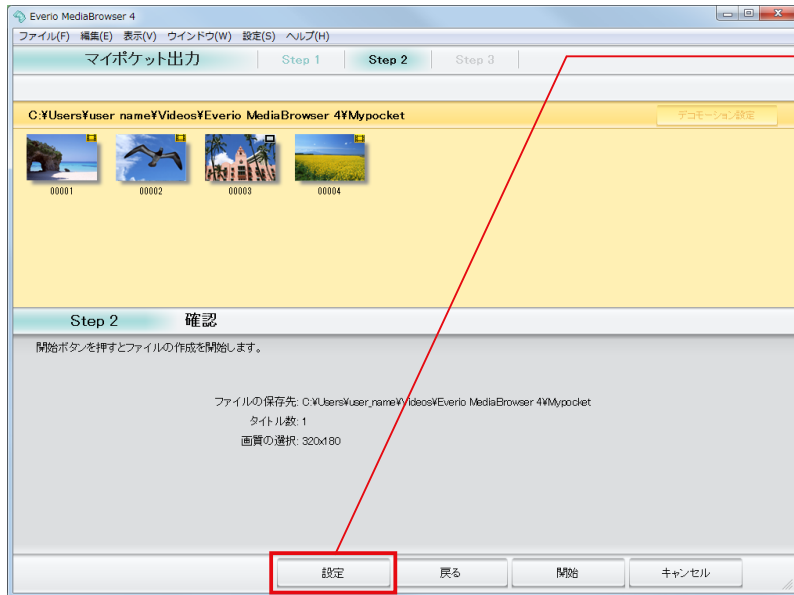 Everio MediaBrowser 4
ファイル(F) 編集(E) 表示(V) ウインドウ(W) 設定(S) ヘルプ(H)
マイポケット出力 Step 1 Step 2 Step 3
C:¥Users¥user name¥Videos¥Everio MediaBrowser 4¥Mypocket デコモーション設定
00001 00002 00003 00004
Step 2 確認
開始ボタンを押すとファイルの作成を開始します。
ファイルの保存先: C:¥Users¥user_name¥Videos¥Everio MediaBrowser 4¥Mypocket
タイトル数: 1
画質の選択: 320x180
設定 戻る 開始 キャンセル